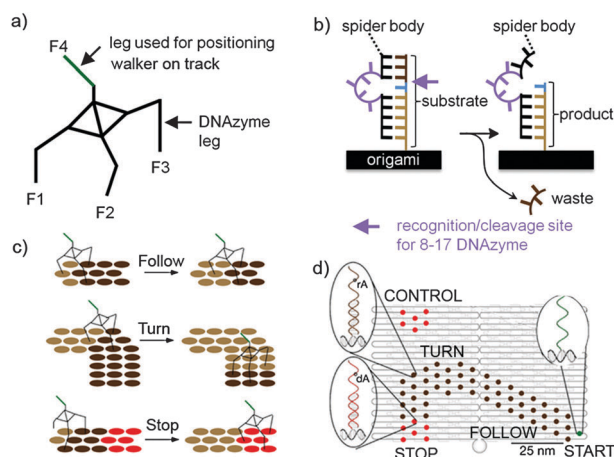 a)
F4
leg used for positioning
walker on track
DNAzyme
leg
F3
F1
F2
b)
spider body
spider body
substrate
product
origami
waste
recognition/cleavage site
for 8-17 DNAzyme
c)
Follow
Turn
Stop
d)
rA
CONTROL
TURN
dA
FOLLOW
STOP
25 nm
START